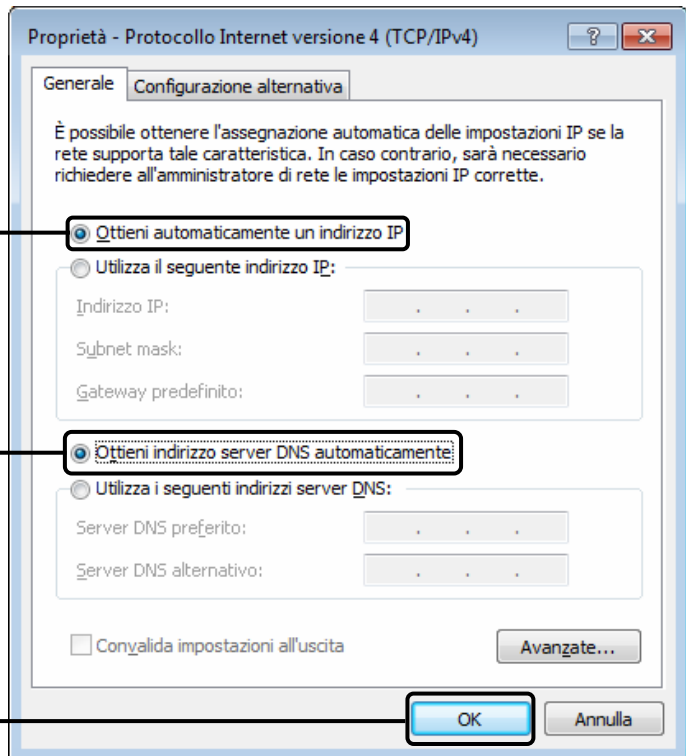 Proprietà - Protocollo Internet versione 4 (TCP/IPv4)
Generale
Configurazione alternativa
È possibile ottenere l'assegnazione automatica delle impostazioni IP se la
rete supporta tale caratteristica. In caso contrario, sarà necessario
richiedere all'amministratore di rete le impostazioni IP corrette.
Ottieni automaticamente un indirizzo IP
Utilizza il seguente indirizzo IP:
Indirizzo IP:
Subnet mask:
Gateway predefinito:
Ottieni indirizzo server DNS automaticamente
Utilizza i seguenti indirizzi server DNS:
Server DNS preferito:
Server DNS alternativo:
Convalida impostazioni all'uscita
Avanzate...
OK
Annulla